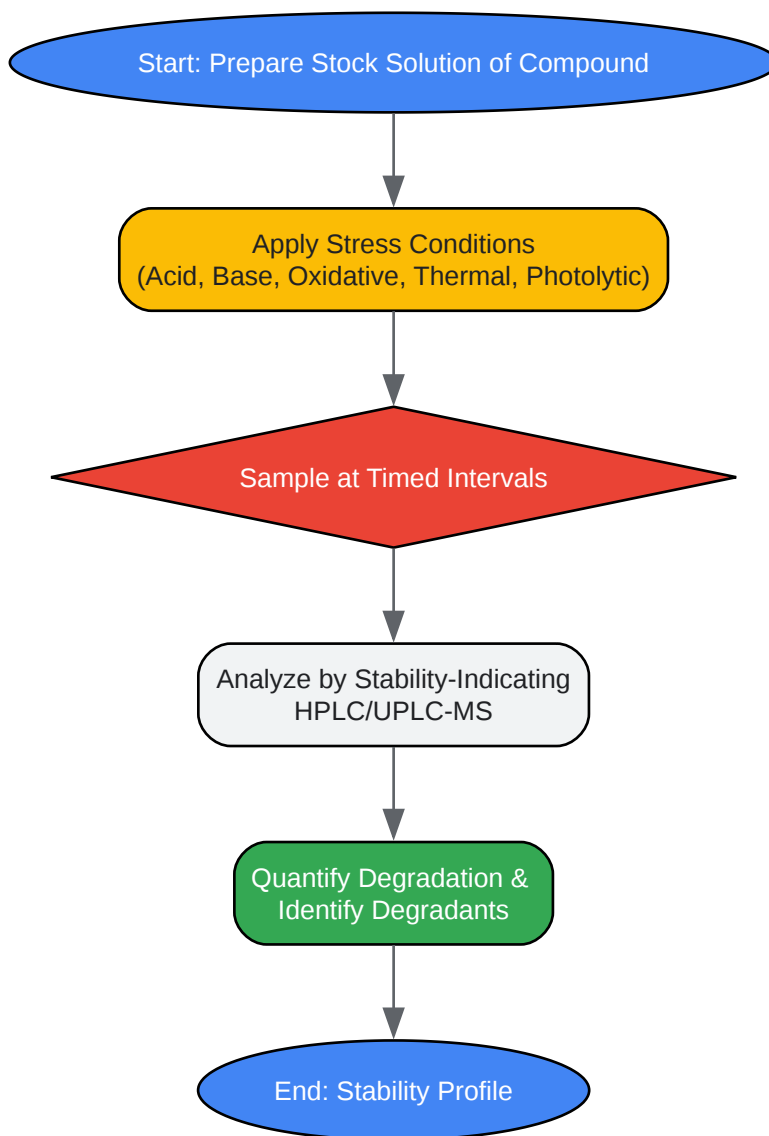 Start: Prepare Stock Solution of Compound
Apply Stress Conditions
(Acid, Base, Oxidative, Thermal, Photolytic)
Sample at Timed Intervals
Analyze by Stability-Indicating
HPLC/UPLC-MS
Quantify Degradation &
Identify Degradants
End: Stability Profile